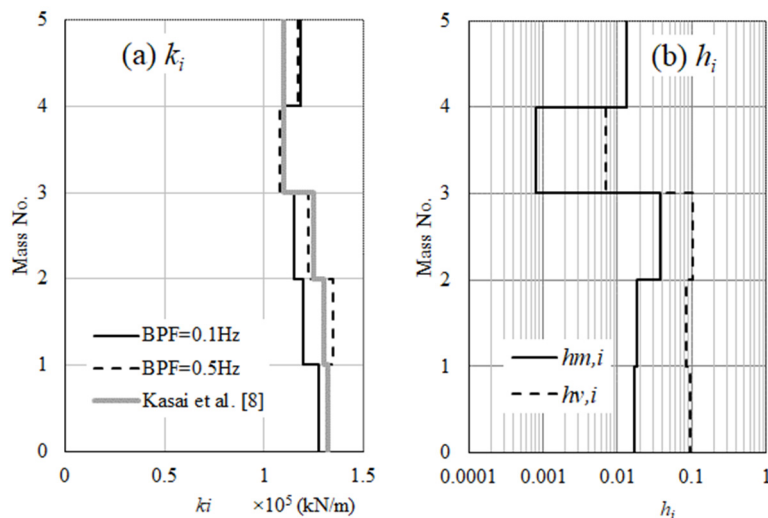 (a) ki
5
4
3
2
1
0
Mass No.
BPF=0.1Hz
BPF=0.5Hz
Kasai et al. [8]
0
0.5
1
1.5
ki ×10⁵ (kN/m)
(b) hi
5
4
3
2
1
0
Mass No.
hm,i
hv,i
0.0001
0.001
0.01
0.1
1
hi